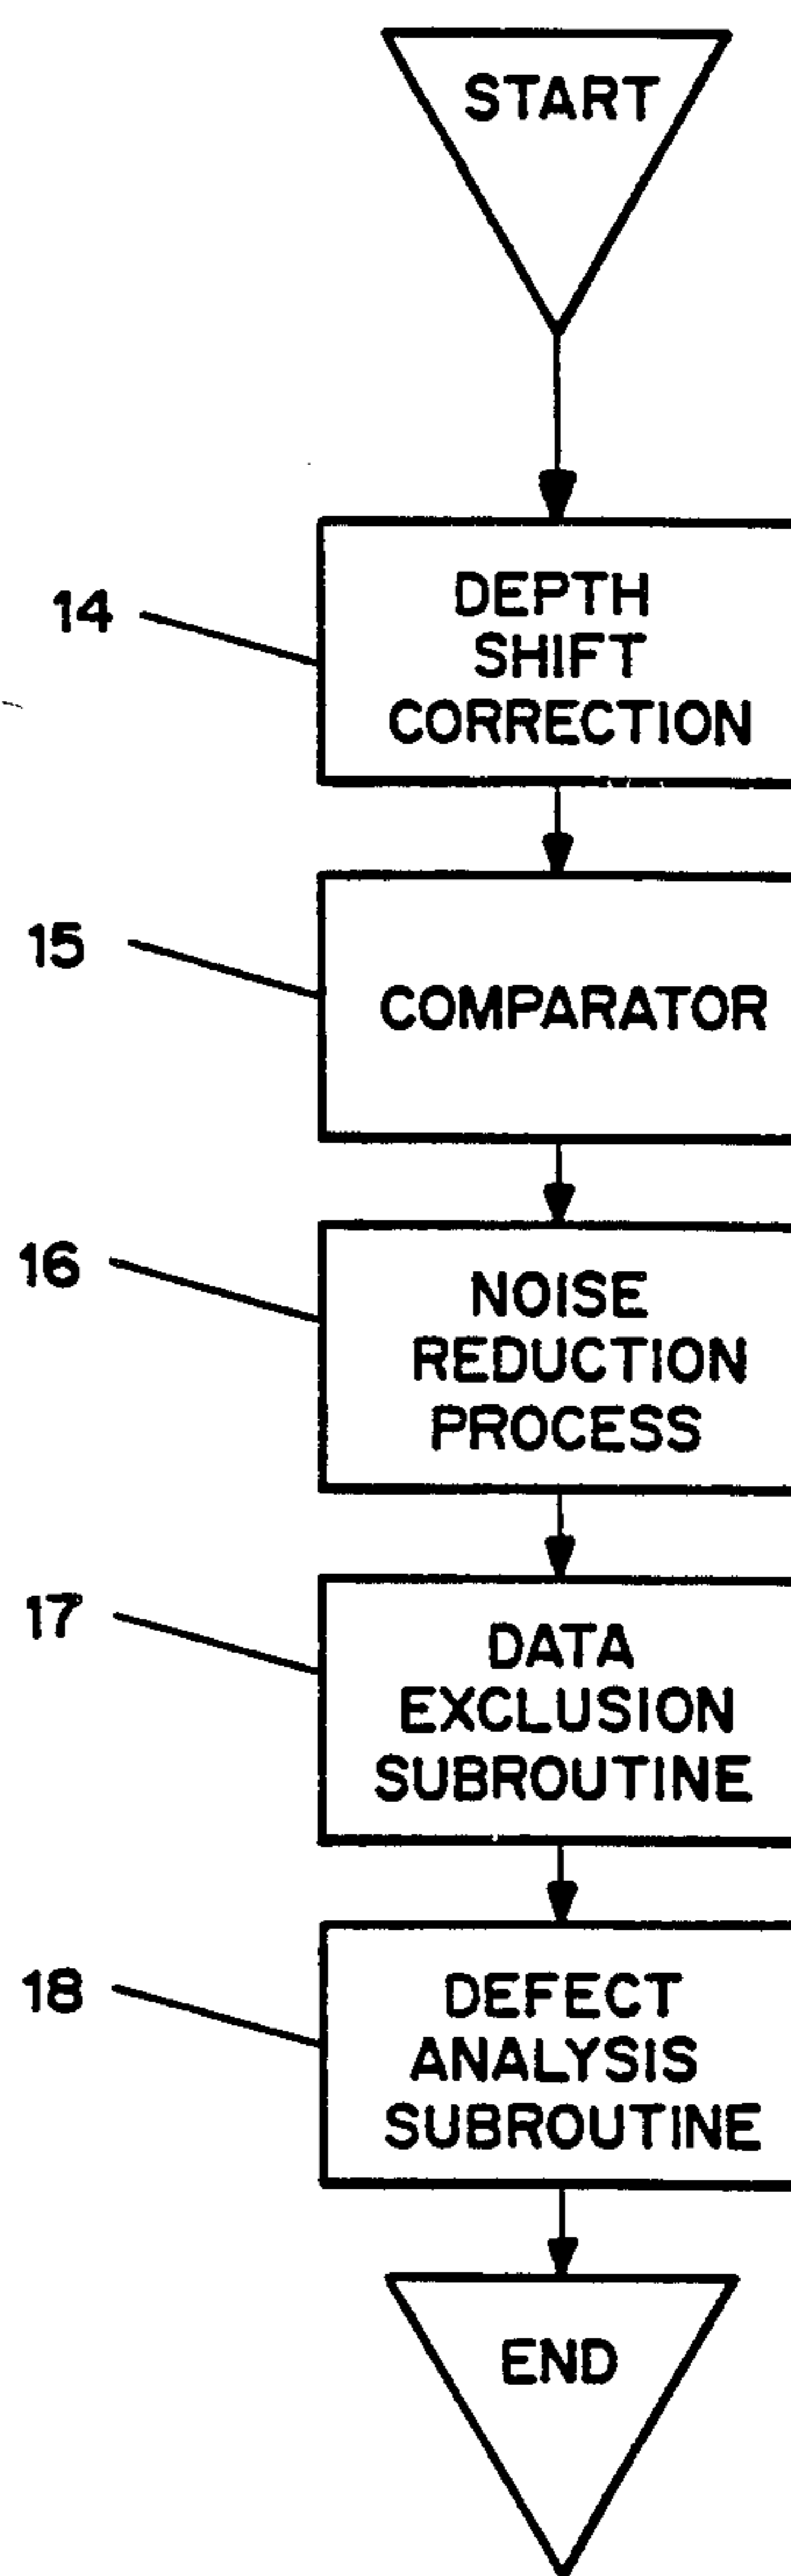 START
14
DEPTH
SHIFT
CORRECTION
15
COMPARATOR
16
NOISE
REDUCTION
PROCESS
17
DATA
EXCLUSION
SUBROUTINE
18
DEFECT
ANALYSIS
SUBROUTINE
END